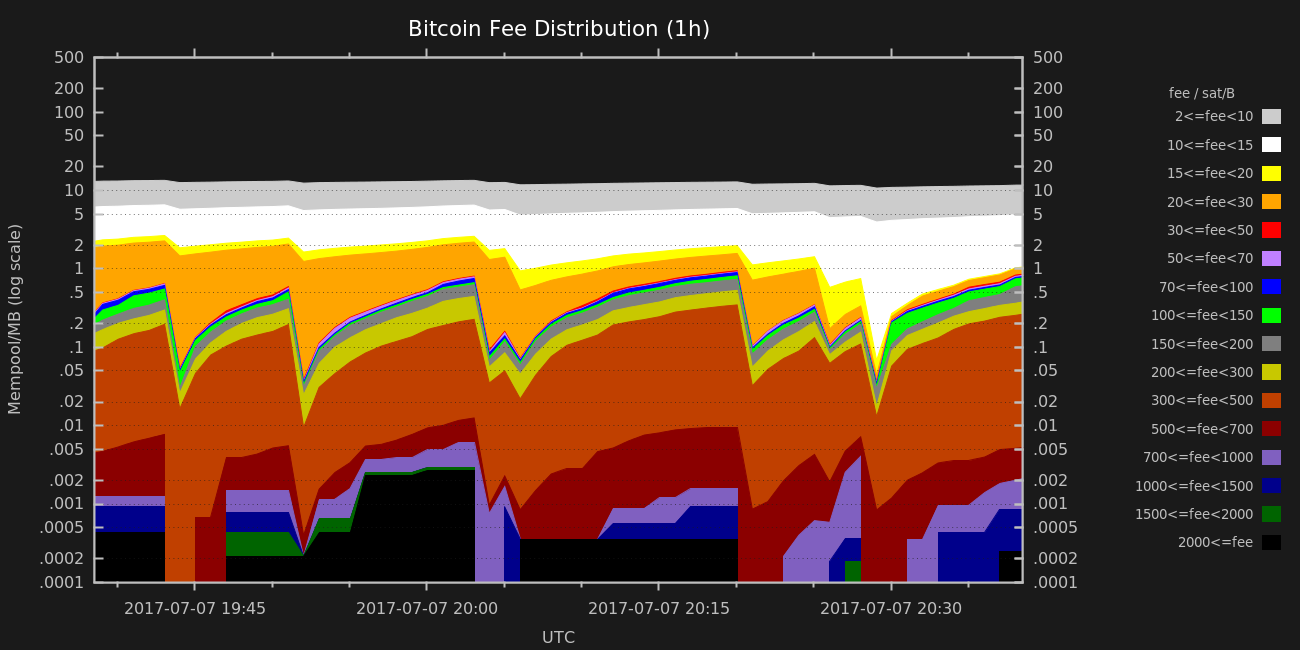 Bitcoin Fee Distribution (1h)
500 500
200 200
100 100
50 50
20 20
10 10
5 5
2 2
1 1
.5 .5
.2 .2
.1 .1
.05 .05
.02 .02
.01 .01
.005 .005
.002 .002
.001 .001
.0005 .0005
.0002 .0002
.0001 .0001
Mempool/MB (log scale)
2017-07-07 19:45 2017-07-07 20:00 2017-07-07 20:15 2017-07-07 20:30
UTC
fee / sat/B
2<=fee<10
10<=fee<15
15<=fee<20
20<=fee<30
30<=fee<50
50<=fee<70
70<=fee<100
100<=fee<150
150<=fee<200
200<=fee<300
300<=fee<500
500<=fee<700
700<=fee<1000
1000<=fee<1500
1500<=fee<2000
2000<=fee